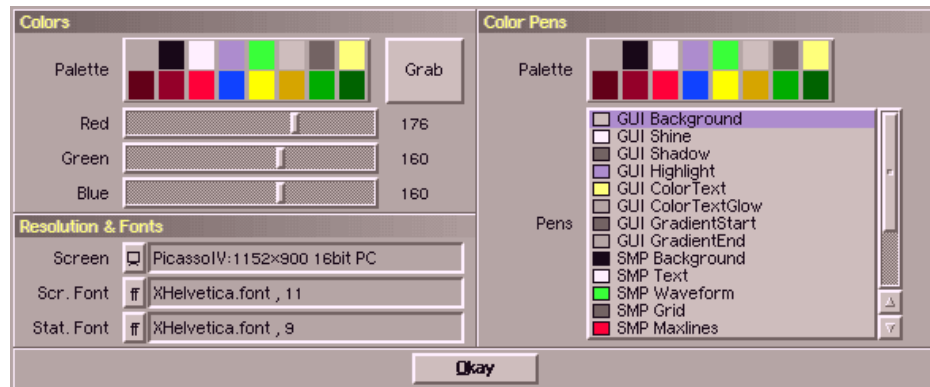 Colors
Palette
Grab
Red 176
Green 160
Blue 160
Resolution & Fonts
Screen PicassoIV:1152×900 16bit PC
Scr. Font ff XHelvetica.font , 11
Stat. Font ff XHelvetica.font , 9
Color Pens
Palette
Pens
GUI Background
GUI Shine
GUI Shadow
GUI Highlight
GUI ColorText
GUI ColorTextGlow
GUI GradientStart
GUI GradientEnd
SMP Background
SMP Text
SMP Waveform
SMP Grid
SMP Maxlines
Okay